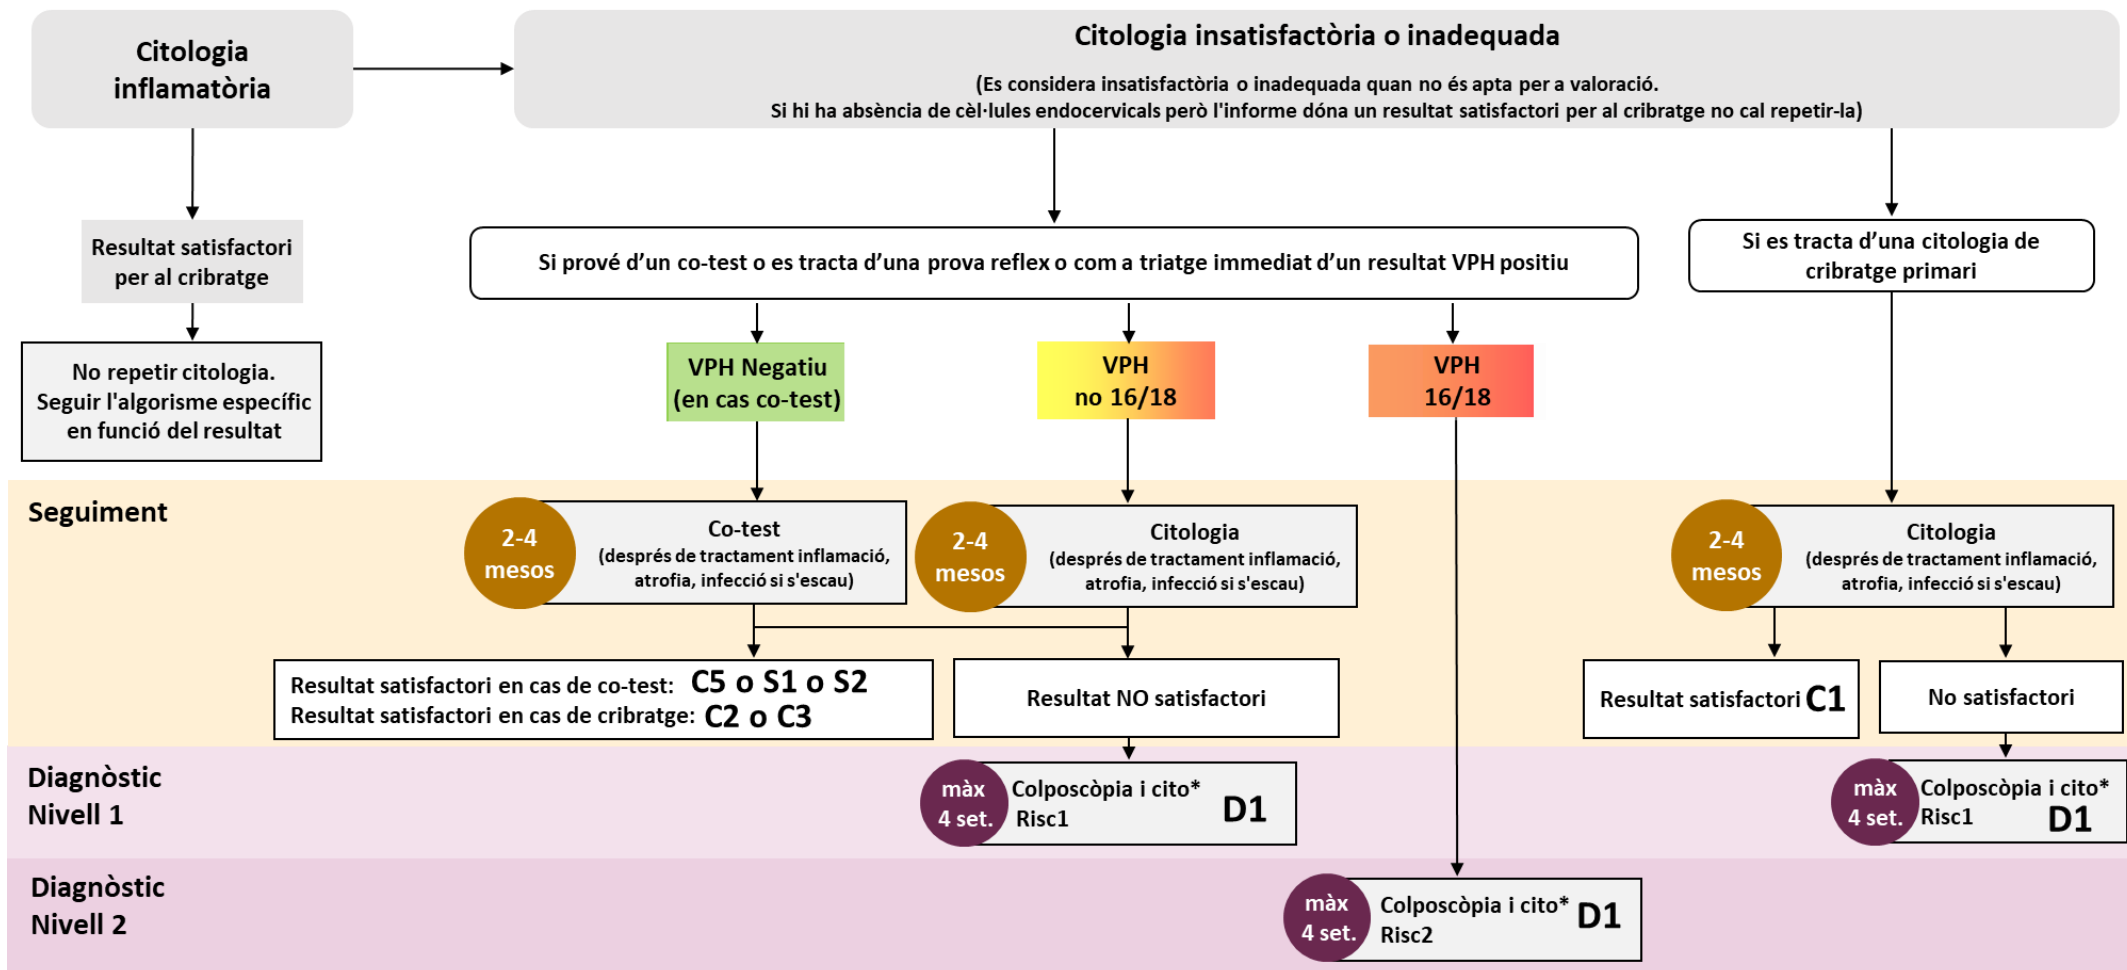 Citologia
inflamatòria
Citologia insatisfactòria o inadequada
(Es considera insatisfactòria o inadequada quan no és apta per a valoració.
Si hi ha absència de cèl·lules endocervicals però l'informe dóna un resultat satisfactori per al cribratge no cal repetir-la)
Resultat satisfactori
per al cribratge
Si prové d'un co-test o es tracta d'una prova reflex o com a triatge immediat d'un resultat VPH positiu
Si es tracta d'una citologia de
cribratge primari
No repetir citologia.
Seguir l'algorisme específic
en funció del resultat
VPH Negatiu
(en cas co-test)
VPH
no 16/18
VPH
16/18
Seguiment
2-4
mesos
Co-test
(després de tractament inflamació,
atrofia, infecció si s'escau)
2-4
mesos
Citologia
(després de tractament inflamació,
atrofia, infecció si s'escau)
2-4
mesos
Citologia
(després de tractament inflamació,
atrofia, infecció si s'escau)
Resultat satisfactori en cas de co-test: C5 o S1 o S2
Resultat satisfactori en cas de cribratge: C2 o C3
Resultat NO satisfactori
Resultat satisfactori C1
No satisfactori
Diagnòstic
Nivell 1
màx
4 set.
Colposcòpia i cito*
Risc1 D1
màx
4 set.
Colposcòpia i cito*
Risc1 D1
Diagnòstic
Nivell 2
màx
4 set.
Colposcòpia i cito* D1
Risc2